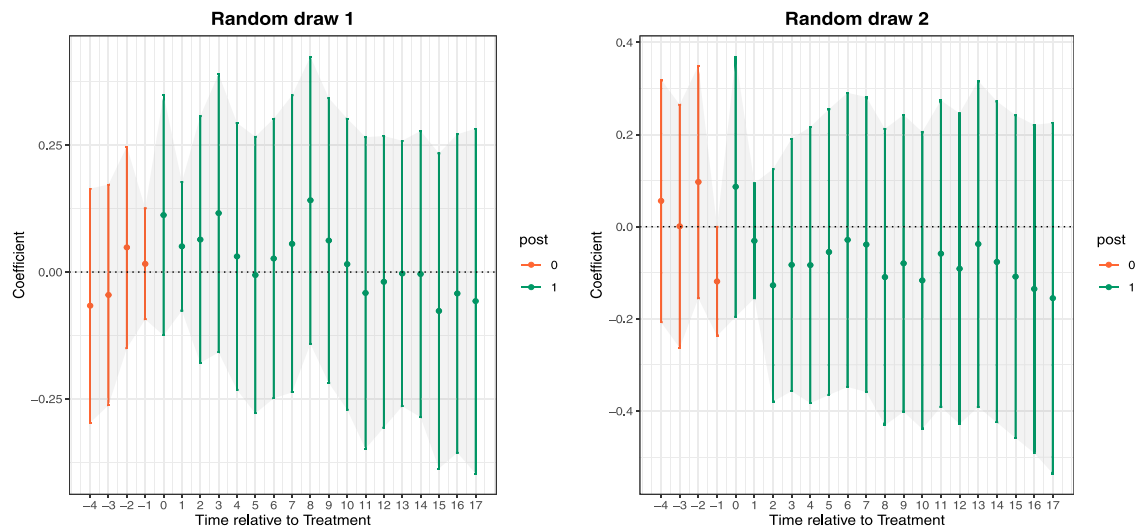 Random draw 1
Coefficient
0.25
0.00
−0.25
−4 −3 −2 −1 0 1 2 3 4 5 6 7 8 9 10 11 12 13 14 15 16 17
Time relative to Treatment
post
0
1
Random draw 2
Coefficient
0.4
0.2
0.0
−0.2
−0.4
−4 −3 −2 −1 0 1 2 3 4 5 6 7 8 9 10 11 12 13 14 15 16 17
Time relative to Treatment
post
0
1